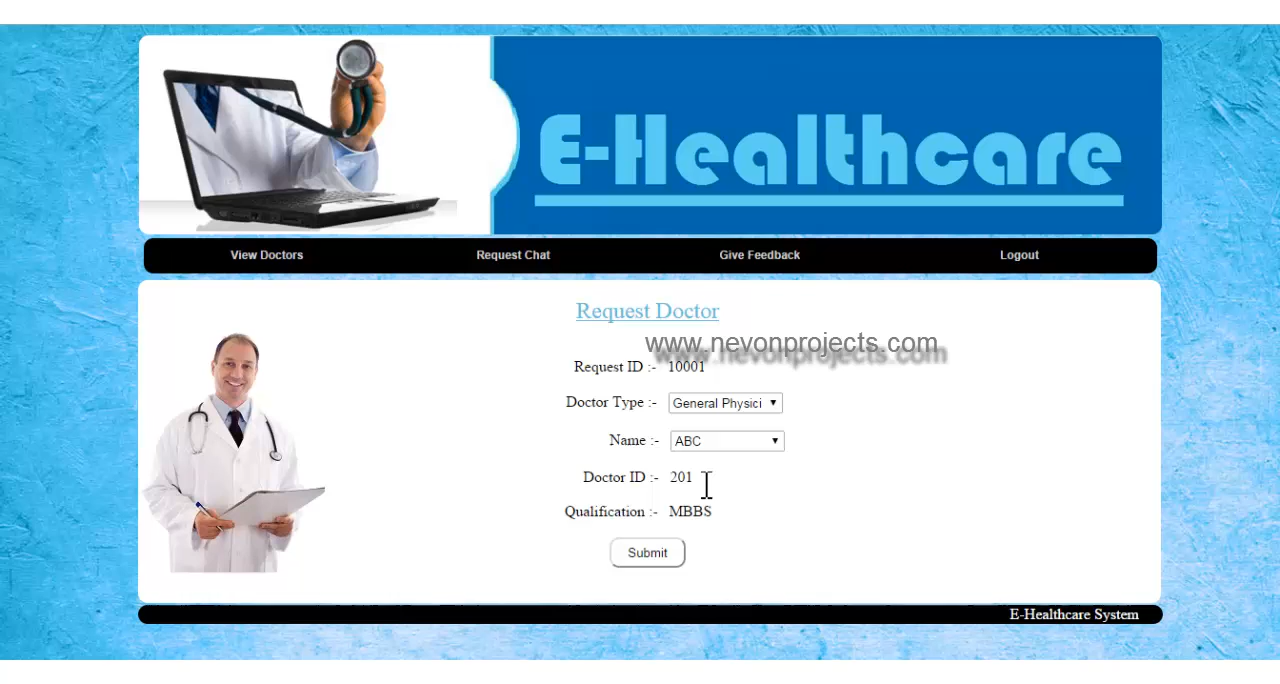 E-Healthcare
View Doctors Request Chat Give Feedback Logout
Request Doctor
www.nevonprojects.com
Request ID :- 10001
Doctor Type :- General Physici
Name :- ABC
Doctor ID :- 201
Qualification :- MBBS
Submit
E-Healthcare System